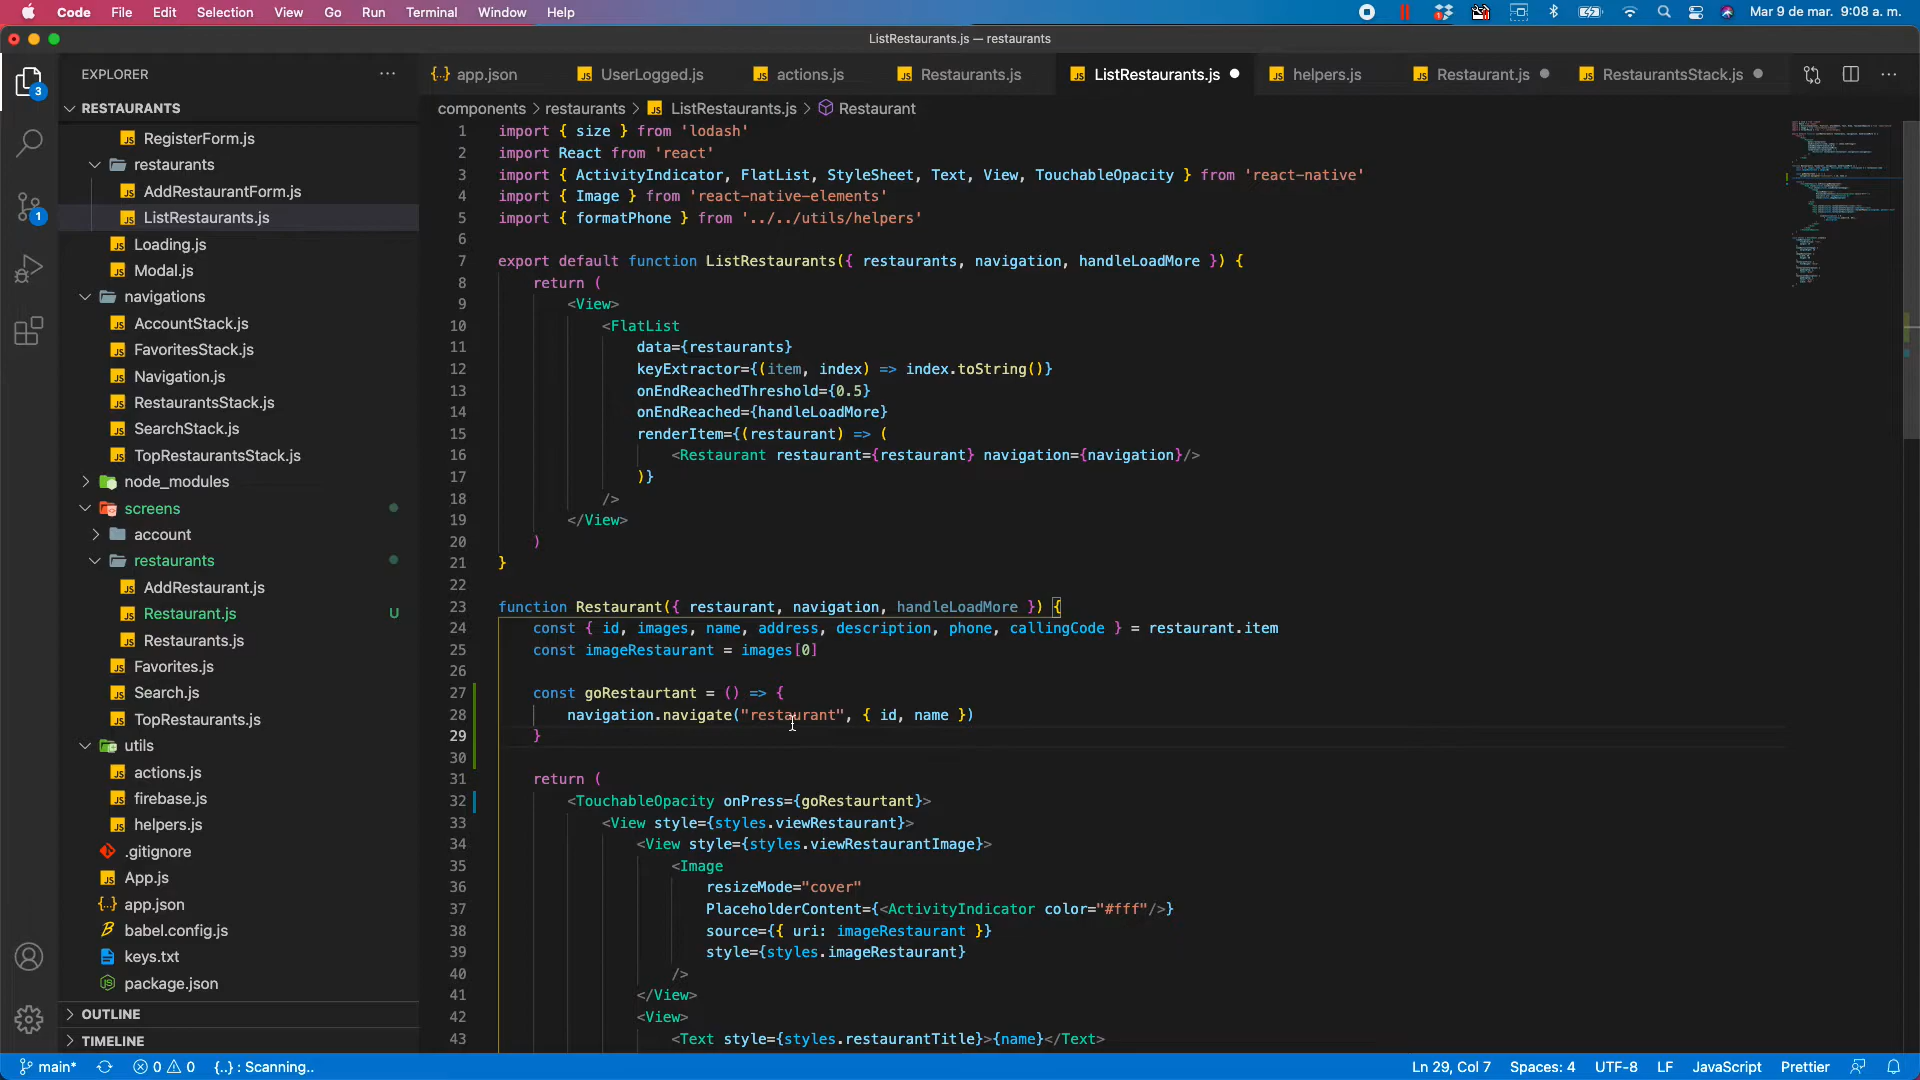 Code File Edit Selection View Go Run Terminal Window Help
Mar 9 de mar. 9:08 a. m.
ListRestaurants.js — restaurants
EXPLORER
app.json UserLogged.js actions.js Restaurants.js ListRestaurants.js helpers.js Restaurant.js RestaurantsStack.js
components > restaurants > ListRestaurants.js > Restaurant
RESTAURANTS
RegisterForm.js
restaurants
AddRestaurantForm.js
ListRestaurants.js
Loading.js
Modal.js
navigations
AccountStack.js
FavoritesStack.js
Navigation.js
RestaurantsStack.js
SearchStack.js
TopRestaurantsStack.js
node_modules
screens
account
restaurants
AddRestaurant.js
Restaurant.js U
Restaurants.js
Favorites.js
Search.js
TopRestaurants.js
utils
actions.js
firebase.js
helpers.js
.gitignore
App.js
app.json
babel.config.js
keys.txt
package.json
OUTLINE
TIMELINE
3
1
1 import { size } from 'lodash'
2 import React from 'react'
3 import { ActivityIndicator, FlatList, StyleSheet, Text, View, TouchableOpacity } from 'react-native'
4 import { Image } from 'react-native-elements'
5 import { formatPhone } from '../../utils/helpers'
6
7 export default function ListRestaurants({ restaurants, navigation, handleLoadMore }) {
8 return (
9 <View>
10 <FlatList
11 data={restaurants}
12 keyExtractor={(item, index) => index.toString()}
13 onEndReachedThreshold={0.5}
14 onEndReached={handleLoadMore}
15 renderItem={(restaurant) => (
16 <Restaurant restaurant={restaurant} navigation={navigation}/>
17 )}
18 />
19 </View>
20 )
21 }
22
23 function Restaurant({ restaurant, navigation, handleLoadMore }) {
24 const { id, images, name, address, description, phone, callingCode } = restaurant.item
25 const imageRestaurant = images[0]
26
27 const goRestaurtant = () => {
28 navigation.navigate("restaurant", { id, name })
29 }
30
31 return (
32 <TouchableOpacity onPress={goRestaurtant}>
33 <View style={styles.viewRestaurant}>
34 <View style={styles.viewRestaurantImage}>
35 <Image
36 resizeMode="cover"
37 PlaceholderContent={<ActivityIndicator color="#fff"/>}
38 source={{ uri: imageRestaurant }}
39 style={styles.imageRestaurant}
40 />
41 </View>
42 <View>
43 <Text style={styles.restaurantTitle}>{name}</Text>
main* 0 0 {..} : Scanning..
Ln 29, Col 7 Spaces: 4 UTF-8 LF JavaScript Prettier